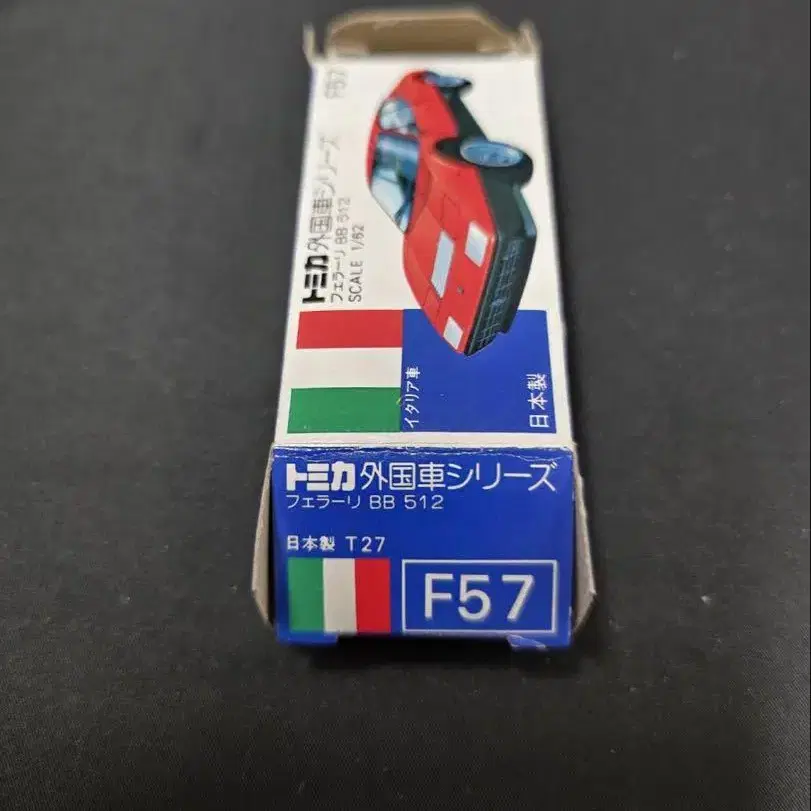 トミカ外国車シリーズ F57
フェラーリ BB 512
SCALE 1/62
イタリア車
日本製
トミカ外国車シリーズ
フェラーリ BB 512
日本製 T27
F57